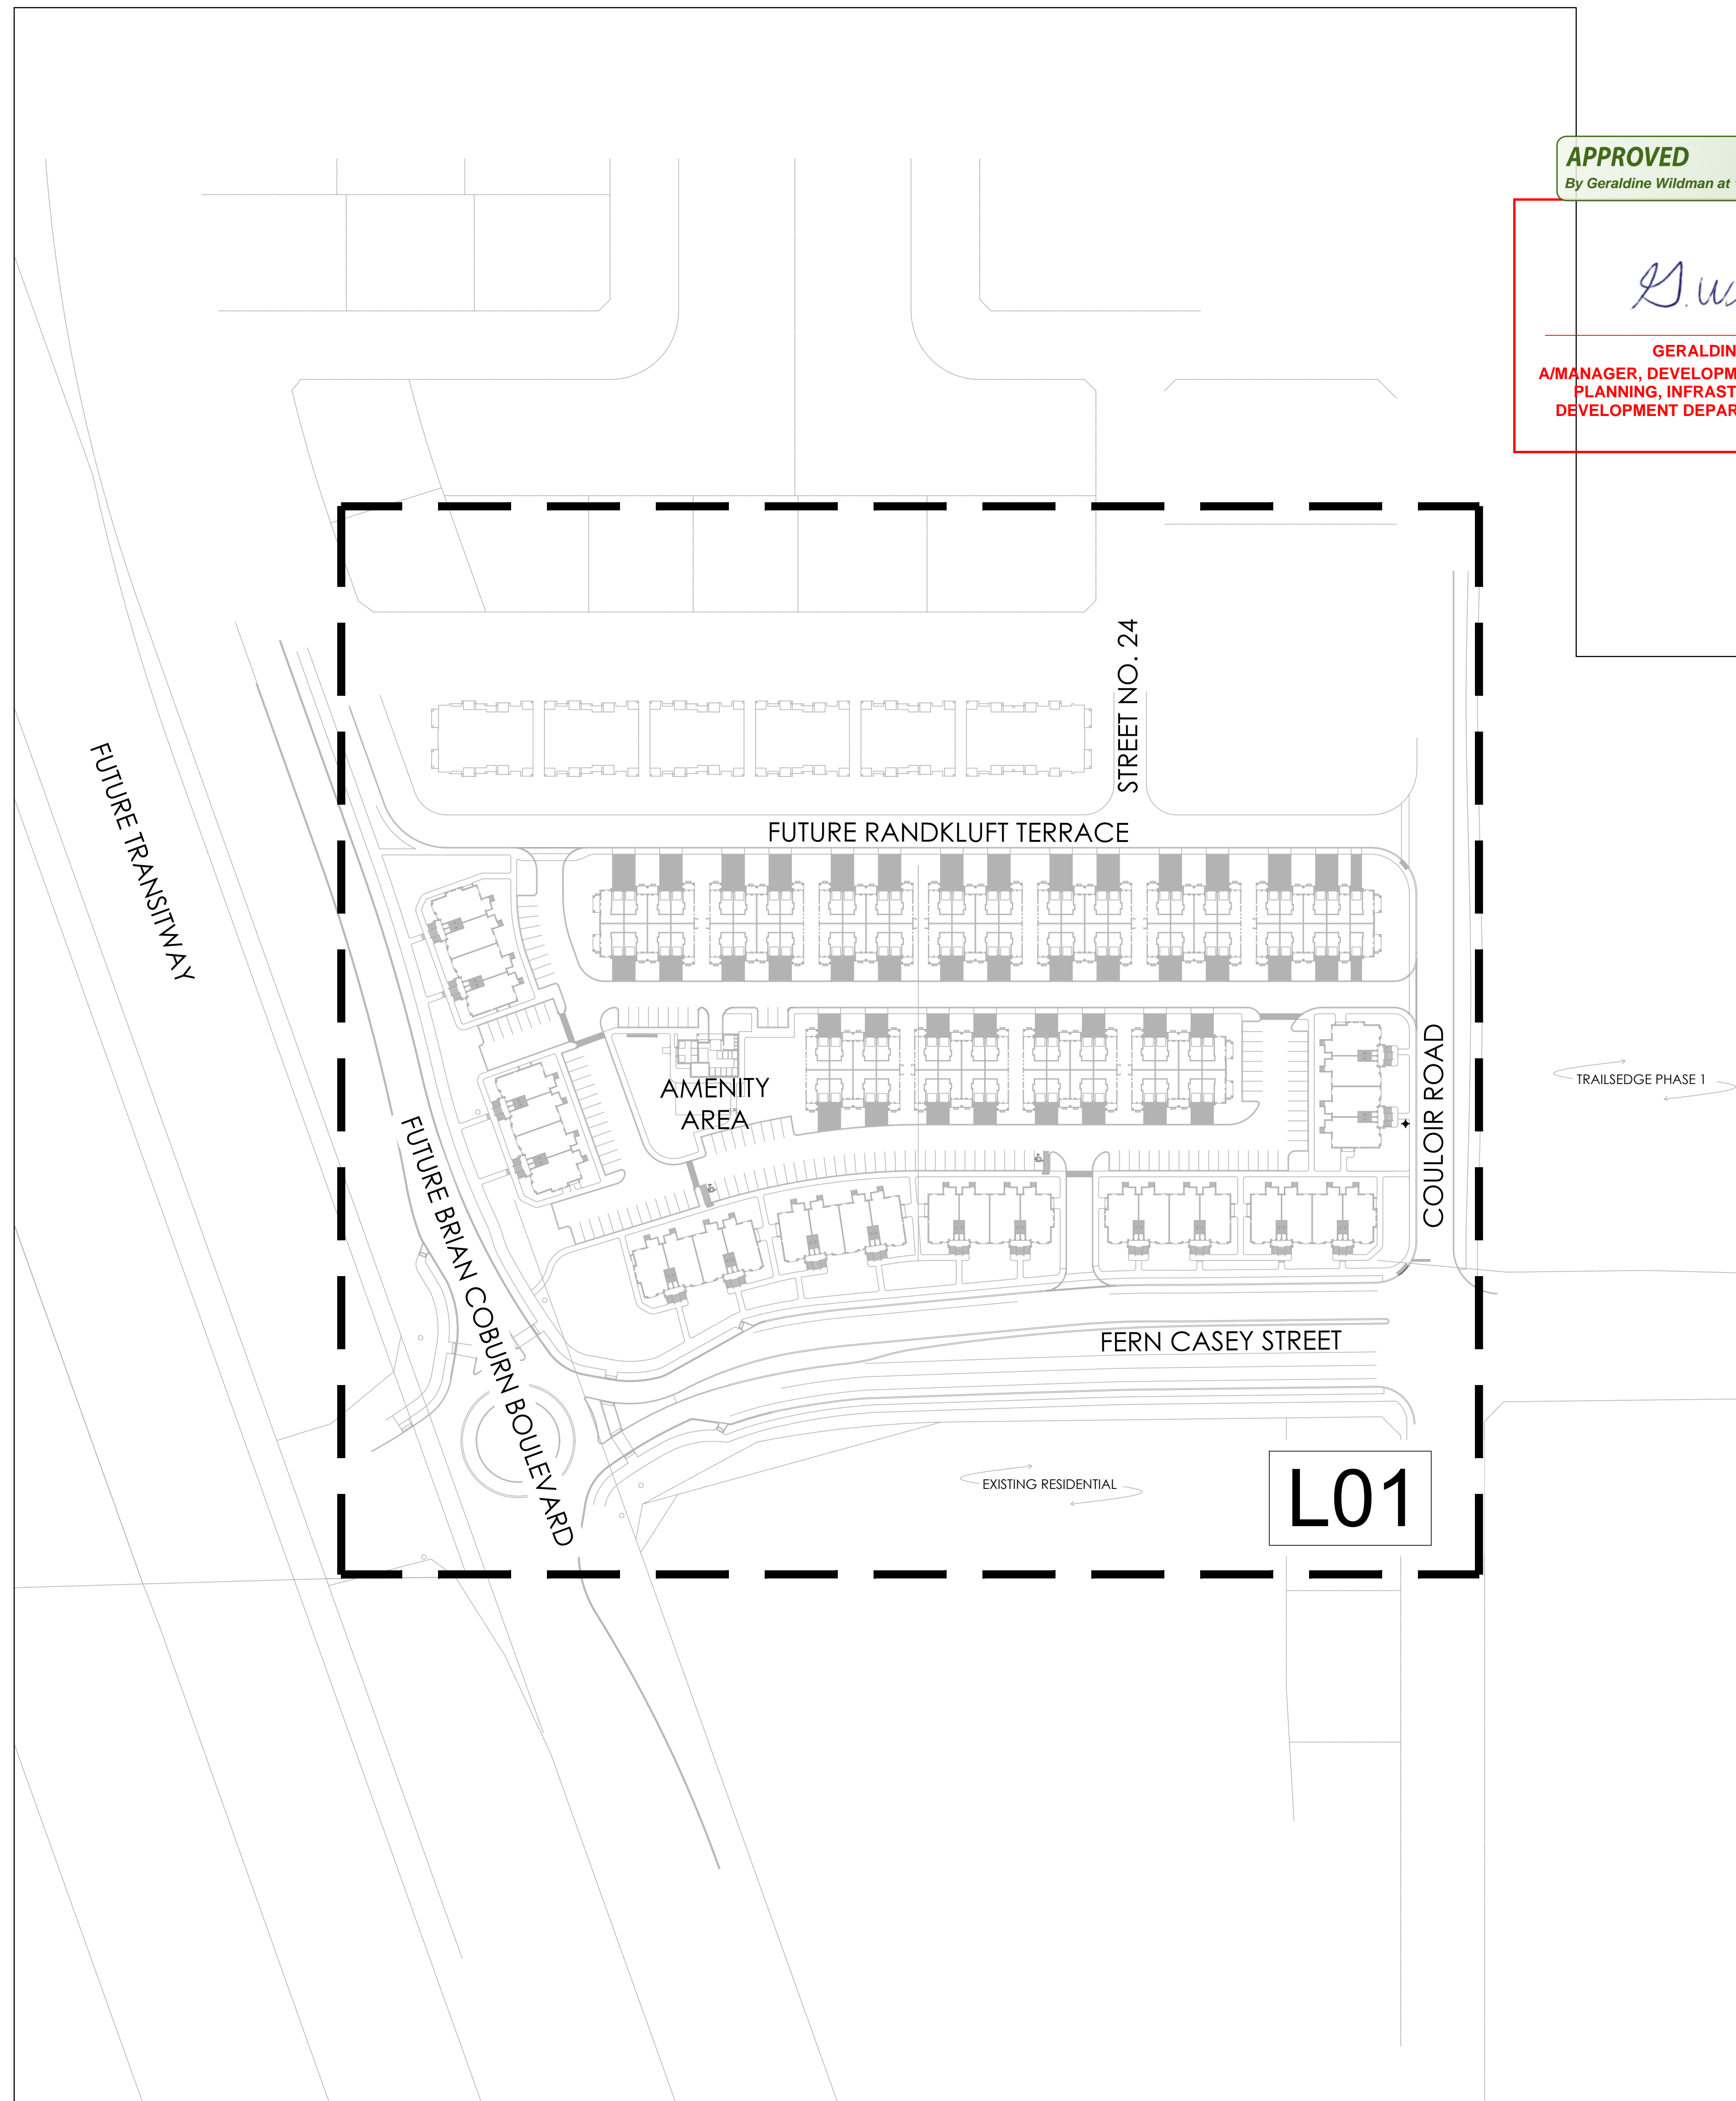 APPROVED
By Geraldine Wildman at
GERALDIN
A/MANAGER, DEVELOPM
PLANNING, INFRAST
DEVELOPMENT DEPAR
STREET NO. 24
FUTURE TRANSITWAY
FUTURE RANDKLUFT TERRACE
AMENITY
AREA
COULOIR ROAD
TRAILSEDGE PHASE 1
FUTURE BRIAN COBURN BOULEVARD
FERN CASEY STREET
EXISTING RESIDENTIAL
L01